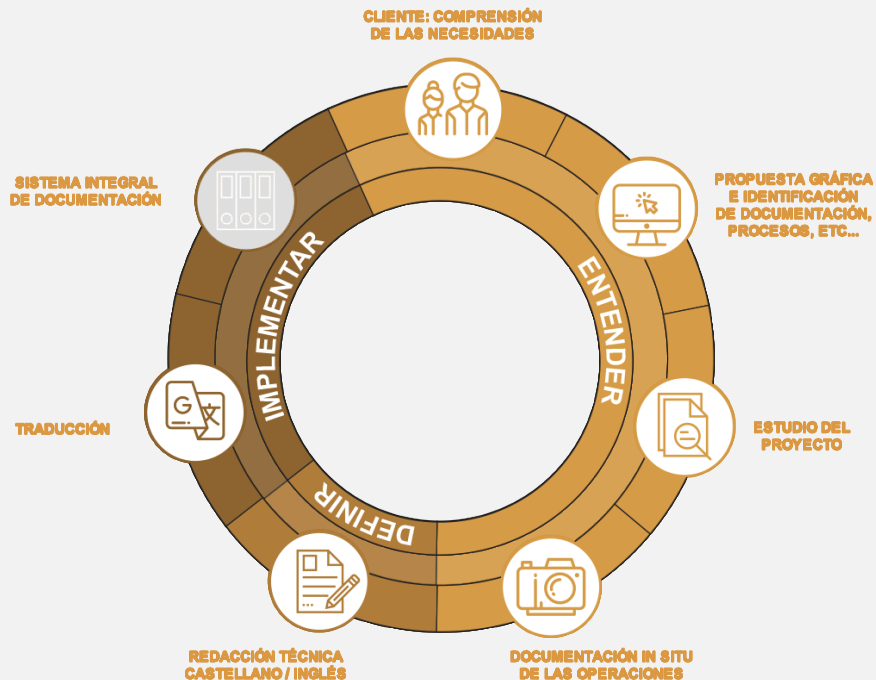 CLIENTE: COMPRENSIÓN
DE LAS NECESIDADES
PROPUESTA GRÁFICA
E IDENTIFICACIÓN
DE DOCUMENTACIÓN,
PROCESOS, ETC...
ENTENDER
ESTUDIO DEL
PROYECTO
DOCUMENTACIÓN IN SITU
DE LAS OPERACIONES
DEFINIR
REDACCIÓN TÉCNICA
CASTELLANO / INGLÉS
IMPLEMENTAR
TRADUCCIÓN
G
文
SISTEMA INTEGRAL
DE DOCUMENTACIÓN